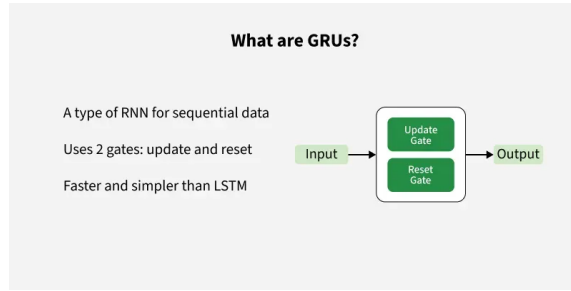 What are GRUs?
A type of RNN for sequential data
Uses 2 gates: update and reset
Faster and simpler than LSTM
Input
Update
Gate
Reset
Gate
Output